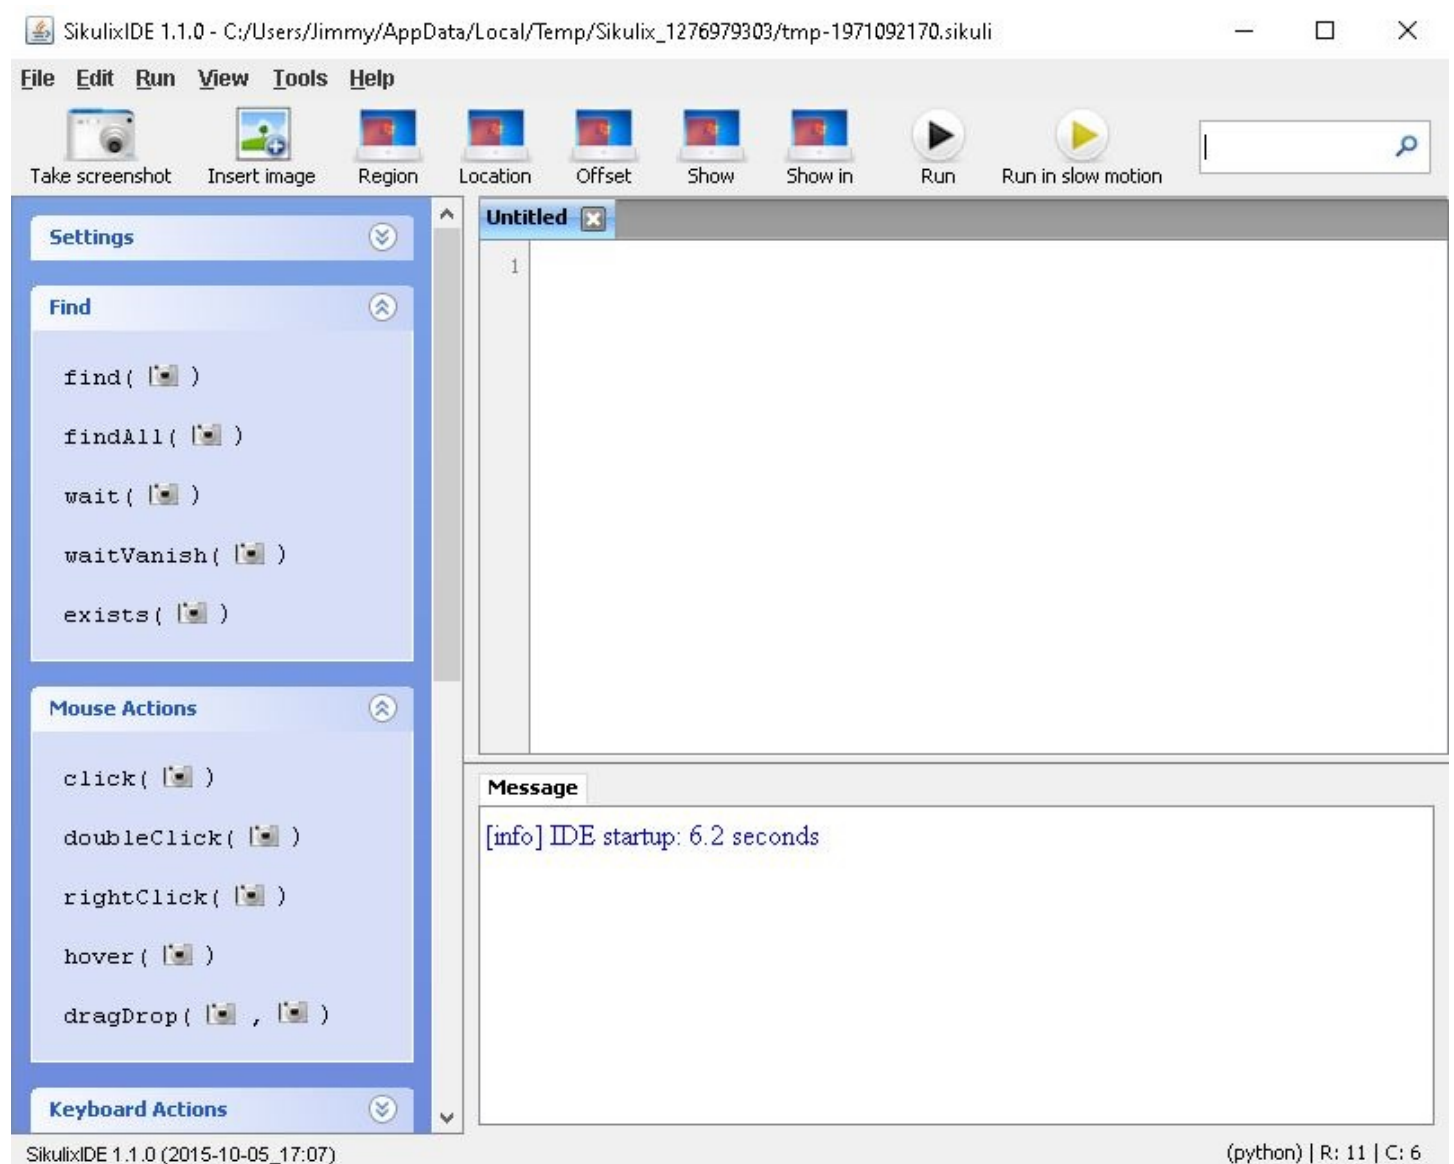 SikulixIDE 1.1.0 - C:/Users/Jimmy/AppData/Local/Temp/Sikulix_1276979303/tmp-1971092170.sikuli
File Edit Run View Tools Help
Take screenshot Insert image Region Location Offset Show Show in Run Run in slow motion
Settings
Find
find( )
findAll( )
wait( )
waitVanish( )
exists( )
Mouse Actions
click( )
doubleClick( )
rightClick( )
hover( )
dragDrop( , )
Keyboard Actions
Untitled
1
Message
[info] IDE startup: 6.2 seconds
SikulixIDE 1.1.0 (2015-10-05_17:07)
(python) | R: 11 | C: 6